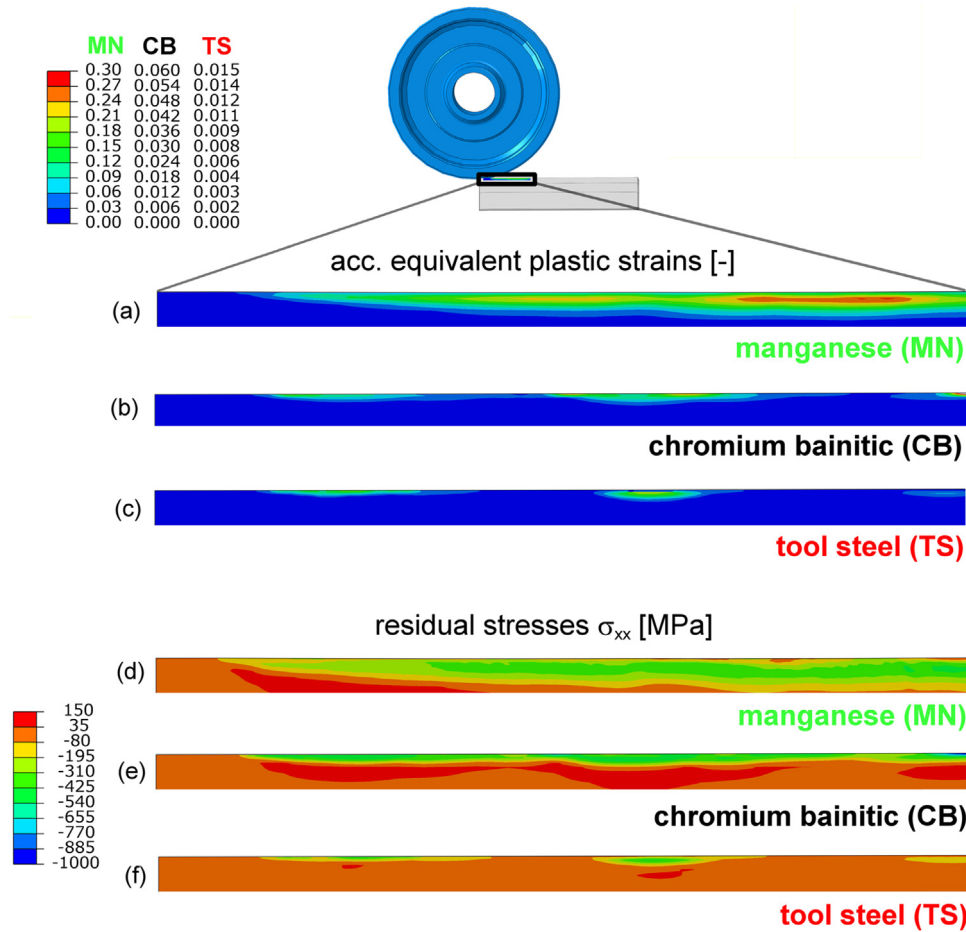 MN CB TS
0.30 0.060 0.015
0.27 0.054 0.014
0.24 0.048 0.012
0.21 0.042 0.011
0.18 0.036 0.009
0.15 0.030 0.008
0.12 0.024 0.006
0.09 0.018 0.004
0.06 0.012 0.003
0.03 0.006 0.002
0.00 0.000 0.000
acc. equivalent plastic strains [-]
(a)
manganese (MN)
(b)
chromium bainitic (CB)
(c)
tool steel (TS)
residual stresses σxx [MPa]
(d)
manganese (MN)
150
35
-80
-195
-310
-425
-540
-655
-770
-885
-1000
(e)
chromium bainitic (CB)
(f)
tool steel (TS)